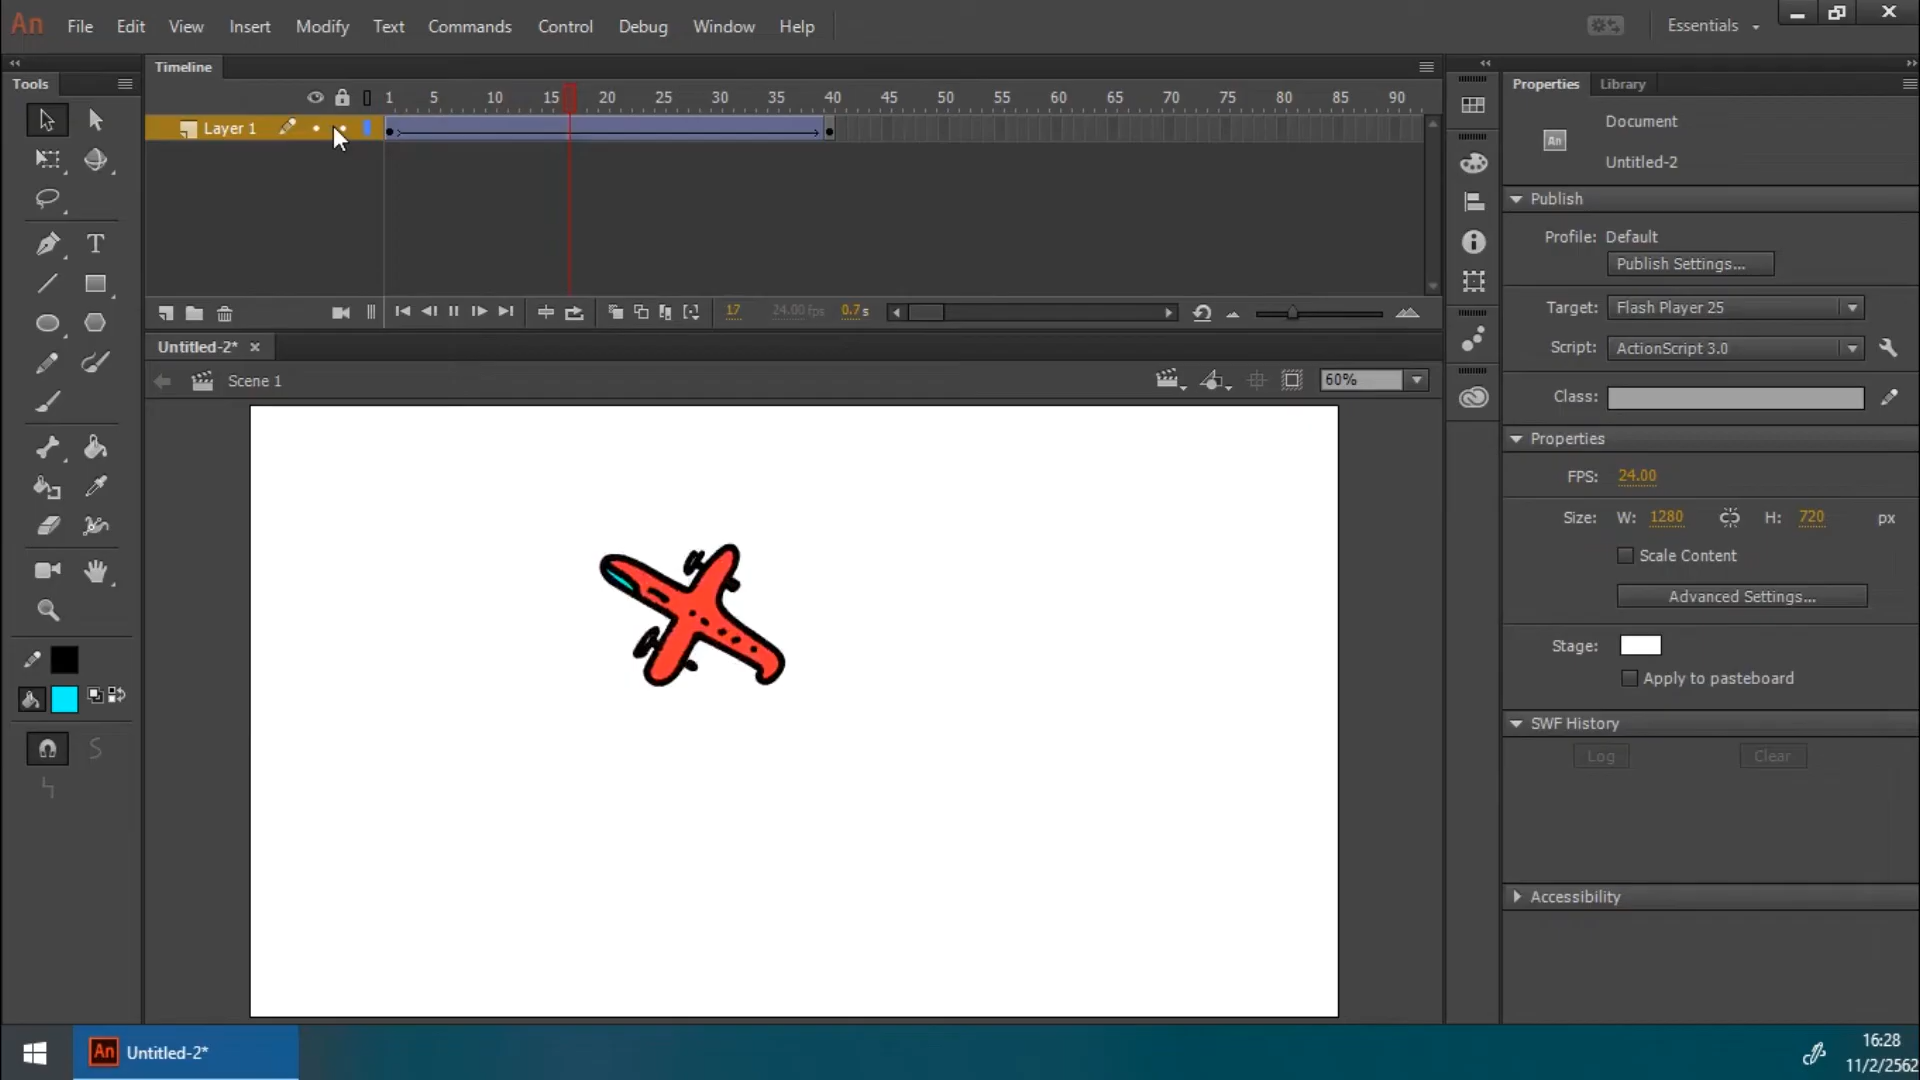 An File Edit View Insert Modify Text Commands Control Debug Window Help Essentials
Tools
Timeline
1 5 10 15 20 25 30 35 40 45 50 55 60 65 70 75 80 85 90
Layer 1
17 24.00 fps 0.7 s
Untitled-2* ×
Scene 1
60%
T
Properties Library
An
Document
Untitled-2
Publish
Profile: Default
Publish Settings...
Target: Flash Player 25
Script: ActionScript 3.0
Class:
Properties
FPS: 24.00
Size: W: 1280 H: 720 px
Scale Content
Advanced Settings...
Stage:
Apply to pasteboard
SWF History
Log Clear
Accessibility
An Untitled-2*
16:28
11/2/2562